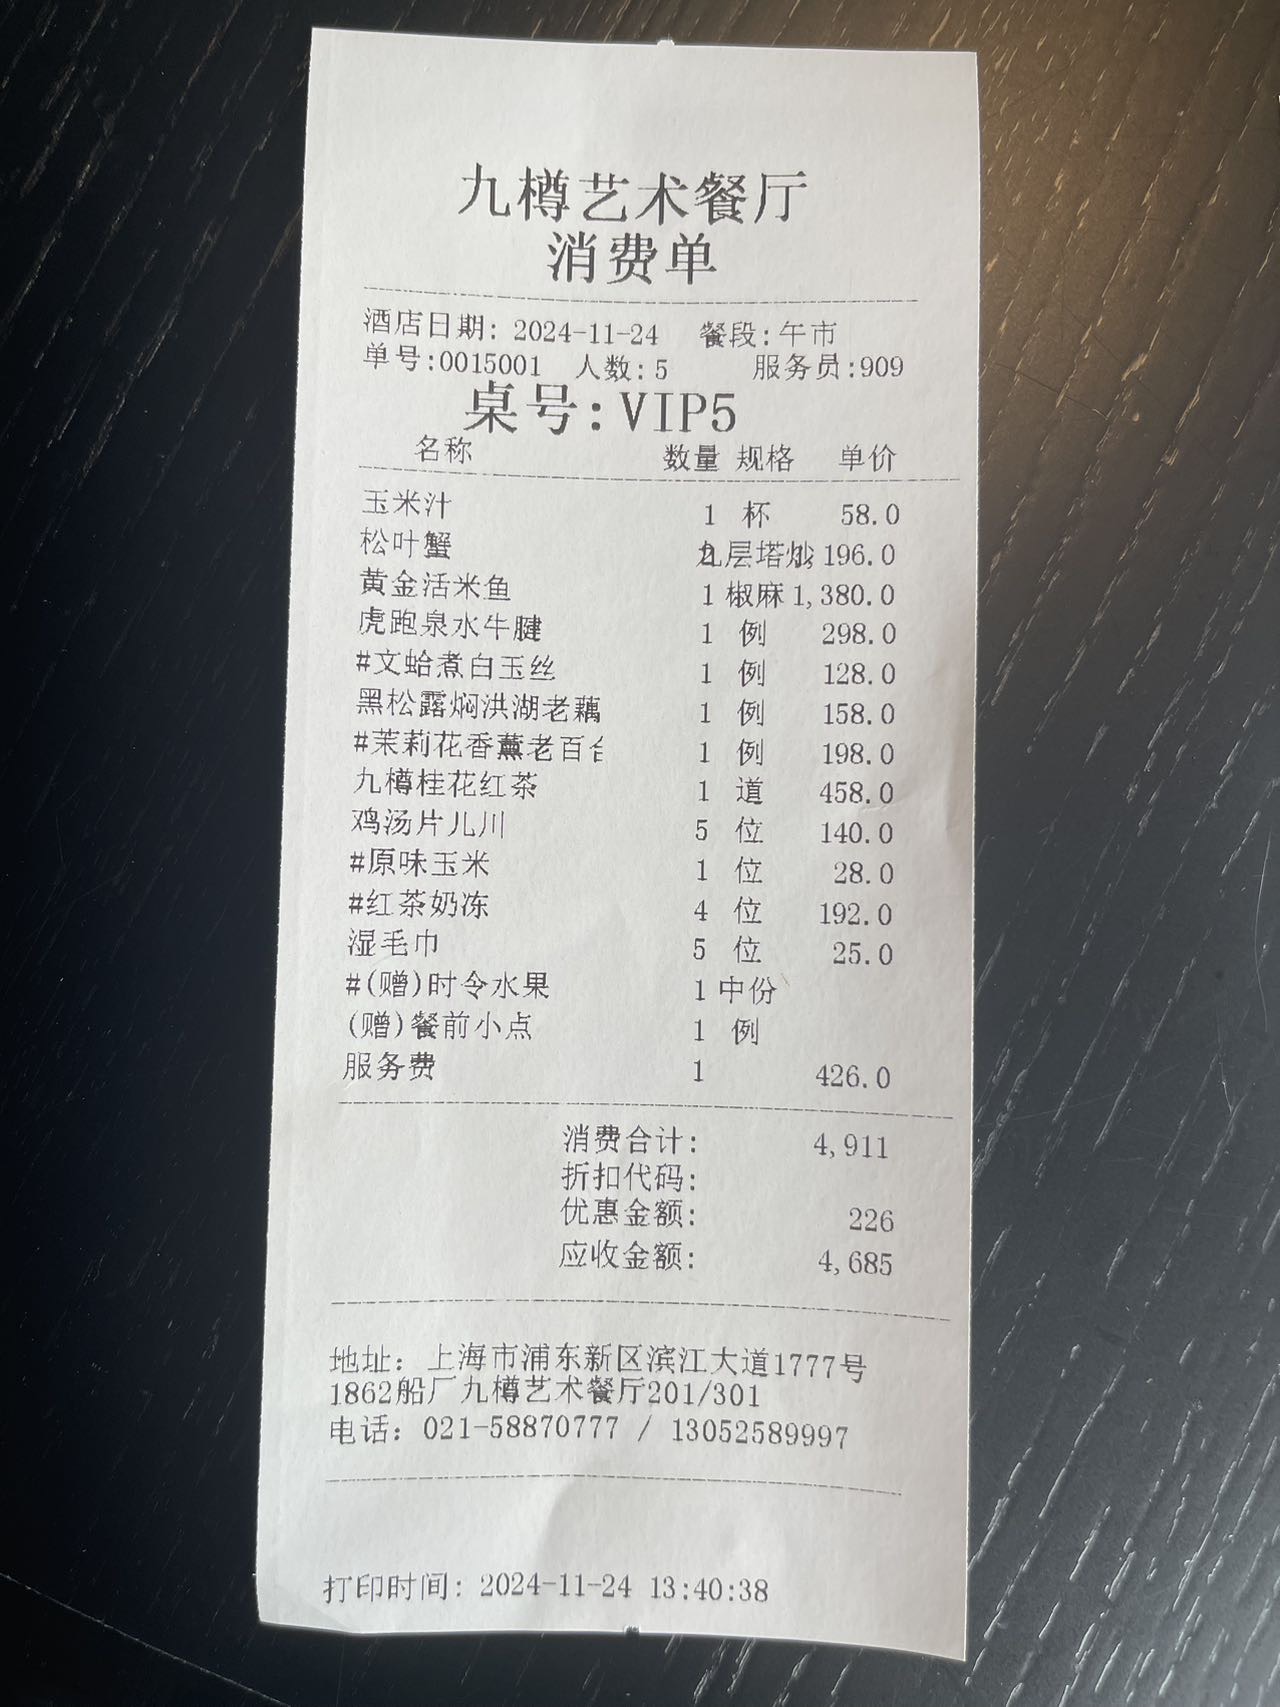 九樽艺术餐厅
消费单
酒店日期: 2024-11-24 餐段:午市
单号:0015001 人数:5 服务员:909
桌号:VIP5
名称 数量 规格 单价
玉米汁 1 杯 58.0
松叶蟹 九层塔炒 196.0
黄金活米鱼 1 椒麻 1,380.0
虎跑泉水牛腱 1 例 298.0
#文蛤煮白玉丝 1 例 128.0
黑松露焖洪湖老藕 1 例 158.0
#茉莉花香薰老百合 1 例 198.0
九樽桂花红茶 1 道 458.0
鸡汤片儿川 5 位 140.0
#原味玉米 1 位 28.0
#红茶奶冻 4 位 192.0
湿毛巾 5 位 25.0
#(赠)时令水果 1 中份
(赠)餐前小点 1 例
服务费 1 426.0
消费合计: 4,911
折扣代码:
优惠金额: 226
应收金额: 4,685
地址: 上海市浦东新区滨江大道1777号
1862船厂九樽艺术餐厅201/301
电话: 021-58870777 / 13052589997
打印时间: 2024-11-24 13:40:38